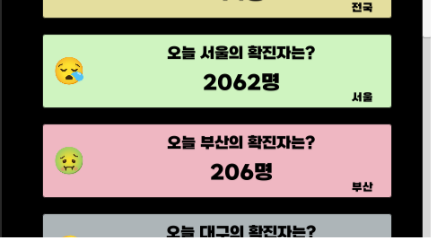 전국
오늘 서울의 확진자는?
2062명
서울
오늘 부산의 확진자는?
206명
부산
오늘 대구의 확진자는?